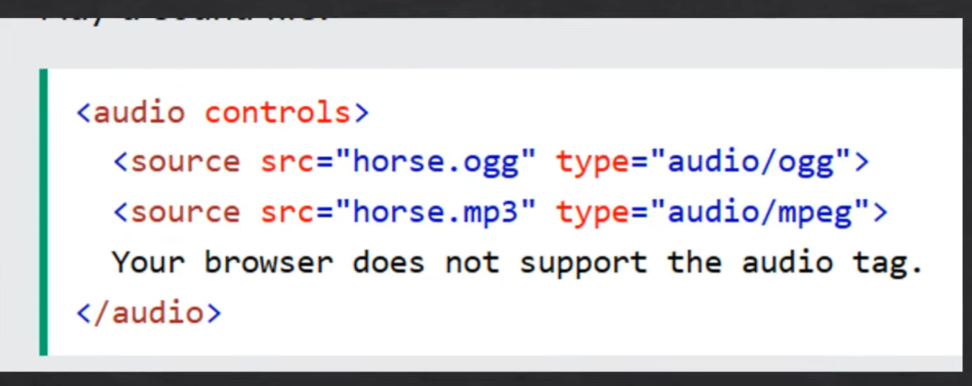 <audio controls>
<source src="horse.ogg" type="audio/ogg">
<source src="horse.mp3" type="audio/mpeg">
Your browser does not support the audio tag.
</audio>